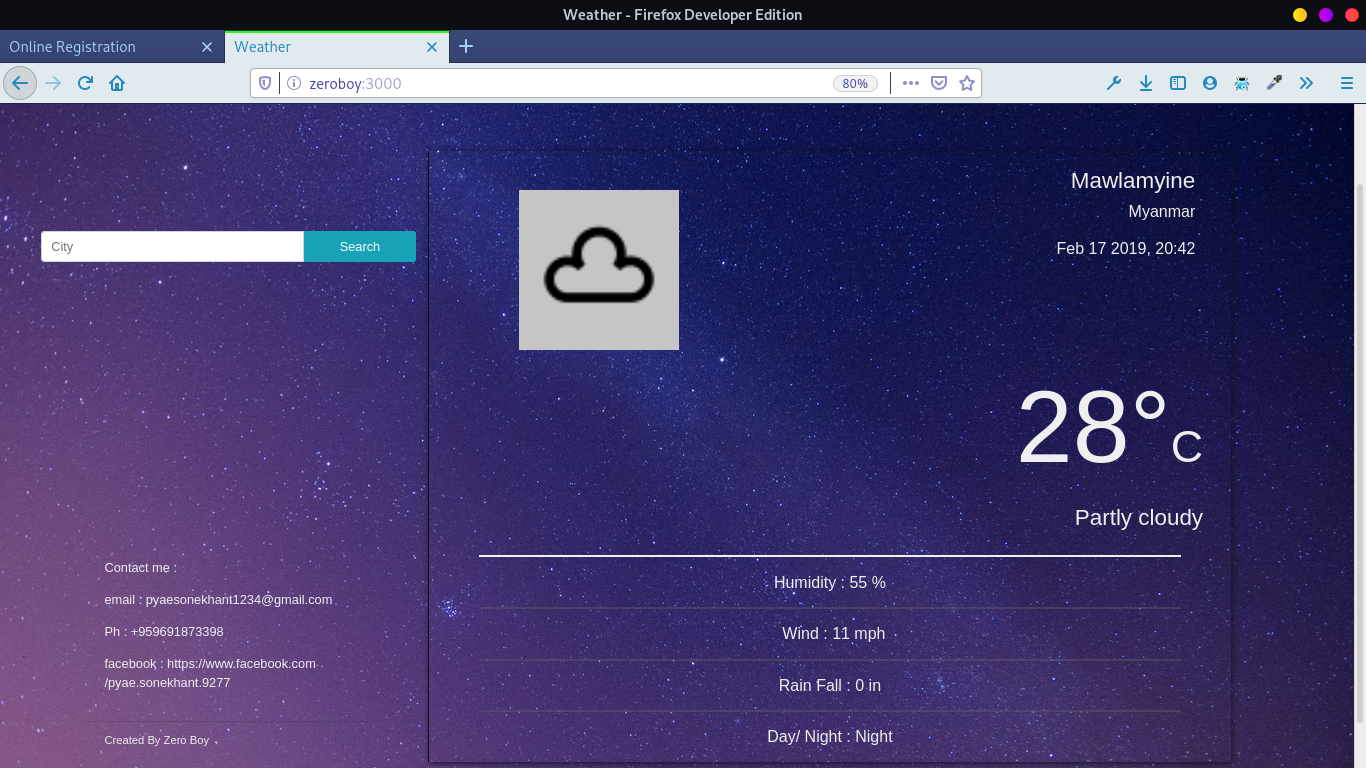 Weather - Firefox Developer Edition
Online Registration
Weather
zeroboy:3000
80%
City
Search
Mawlamyine
Myanmar
Feb 17 2019, 20:42
28°C
Partly cloudy
Humidity : 55 %
Wind : 11 mph
Rain Fall : 0 in
Day/ Night : Night
Contact me :
email : pyaesonekhant1234@gmail.com
Ph : +959691873398
facebook : https://www.facebook.com
/pyae.sonekhant.9277
Created By Zero Boy